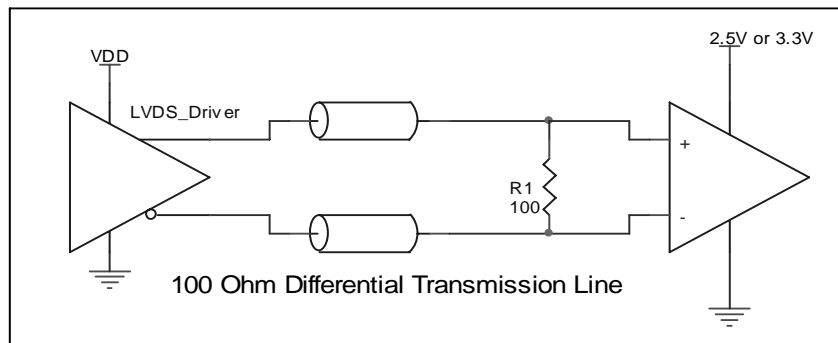 2.5V or 3.3V
VDD
LVDS_Driver
+
R1
100
-
100 Ohm Differential Transmission Line